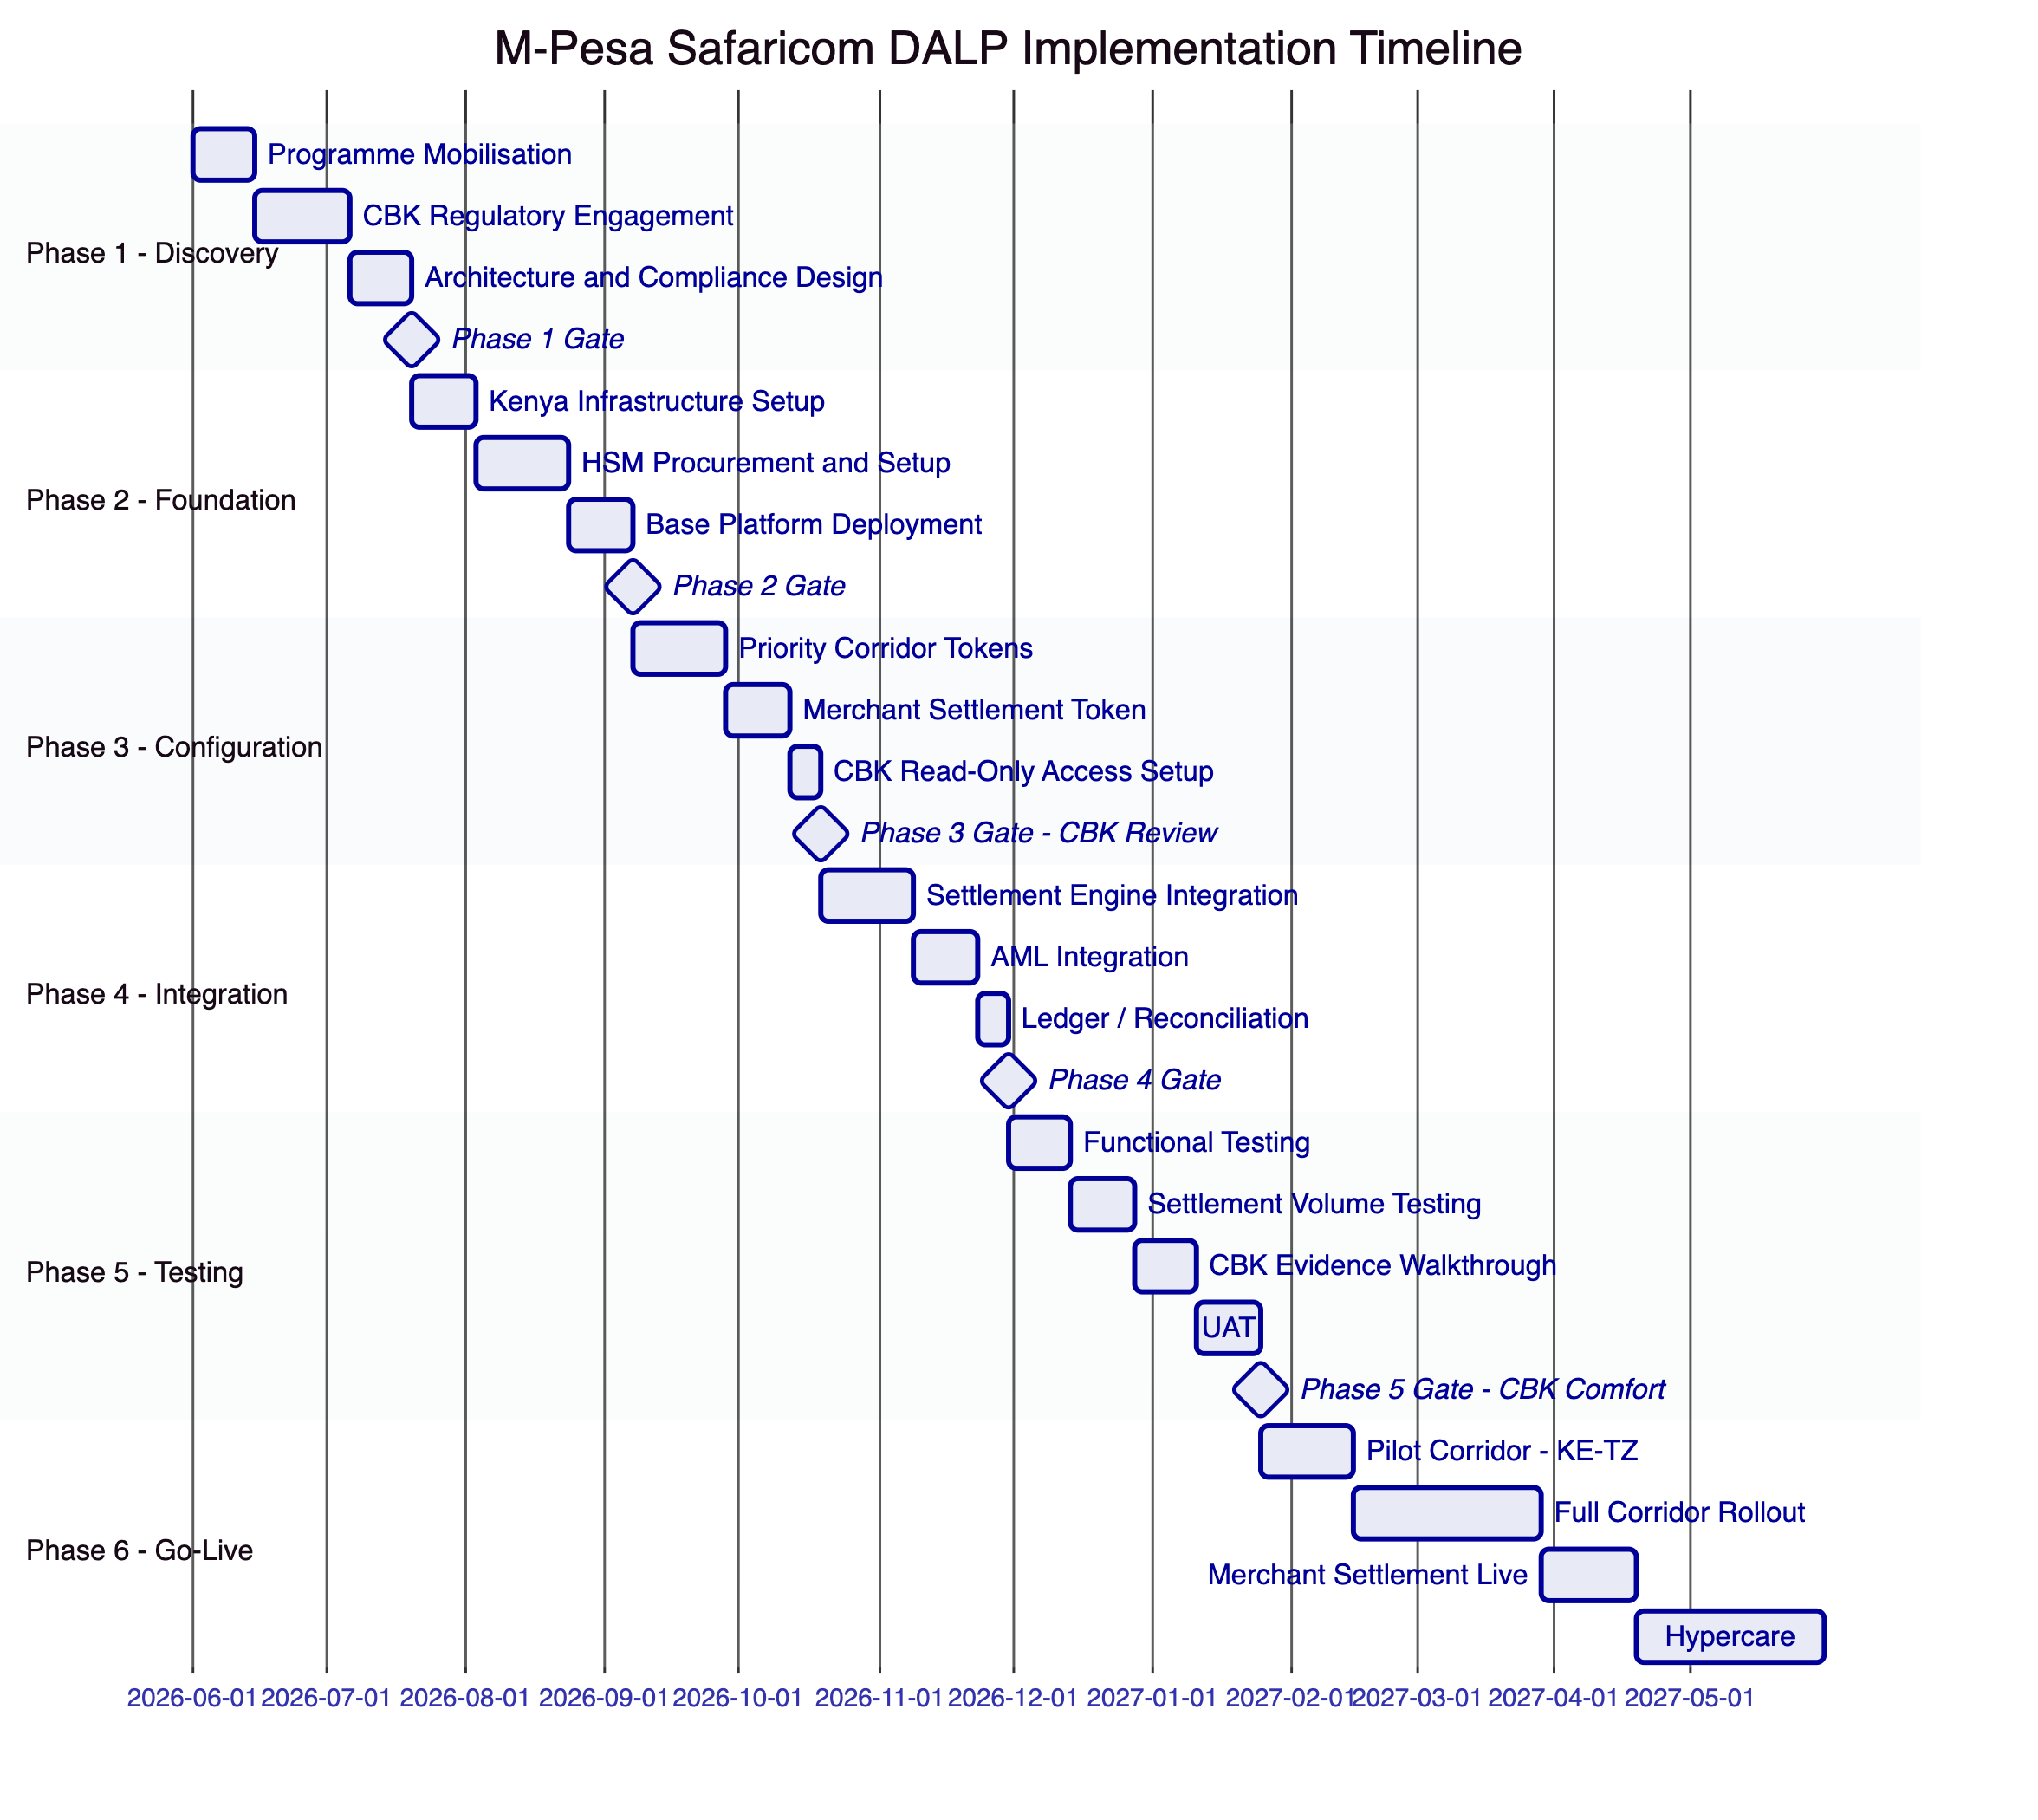 M-Pesa Safaricom DALP Implementation Timeline
Programme Mobilisation
CBK Regulatory Engagement
Phase 1 - Discovery
Architecture and Compliance Design
Phase 1 Gate
Kenya Infrastructure Setup
HSM Procurement and Setup
Phase 2 - Foundation
Base Platform Deployment
Phase 2 Gate
Priority Corridor Tokens
Merchant Settlement Token
Phase 3 - Configuration
CBK Read-Only Access Setup
Phase 3 Gate - CBK Review
Settlement Engine Integration
AML Integration
Phase 4 - Integration
Ledger / Reconciliation
Phase 4 Gate
Functional Testing
Settlement Volume Testing
CBK Evidence Walkthrough
Phase 5 - Testing
UAT
Phase 5 Gate - CBK Comfort
Pilot Corridor - KE-TZ
Full Corridor Rollout
Phase 6 - Go-Live
Merchant Settlement Live
Hypercare
2026-06-01 2026-07-01 2026-08-01 2026-09-01 2026-10-01 2026-11-01 2026-12-01 2027-01-01 2027-02-01 2027-03-01 2027-04-01 2027-05-01